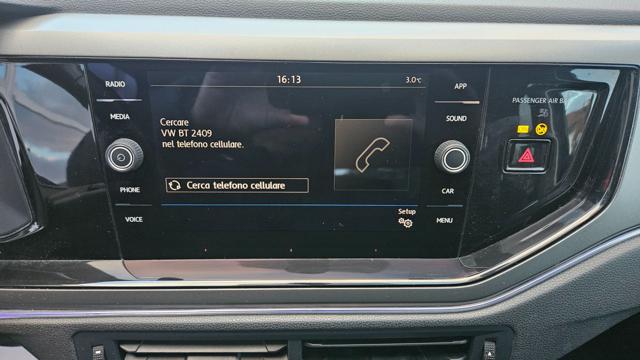 RADIO
MEDIA
PHONE
VOICE
16:13
3.0°C
Cercare
VW BT 2409
nel telefono cellulare.
Cerca telefono cellulare
Setup
APP
SOUND
CAR
MENU
PASSENGER AIR BAG